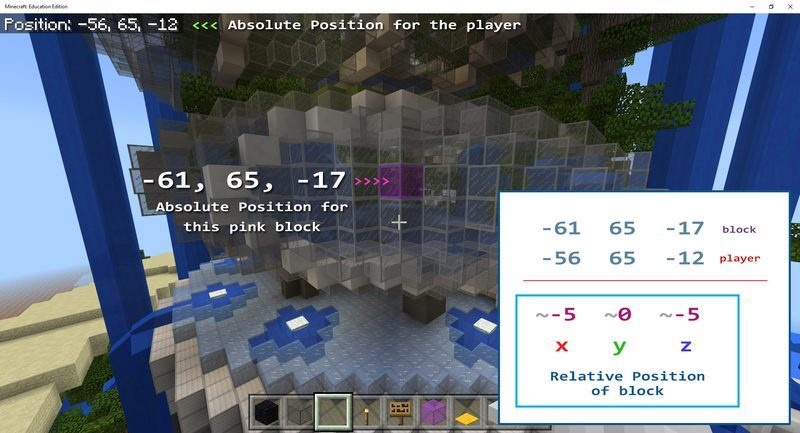 Minecraft: Education Edition
Position: -56, 65, -12 <<< Absolute Position for the player
-61, 65, -17 >>>>
Absolute Position for
this pink block
-61 65 -17 block
-56 65 -12 player
~-5 ~0 ~-5
x y z
Relative Position
of block